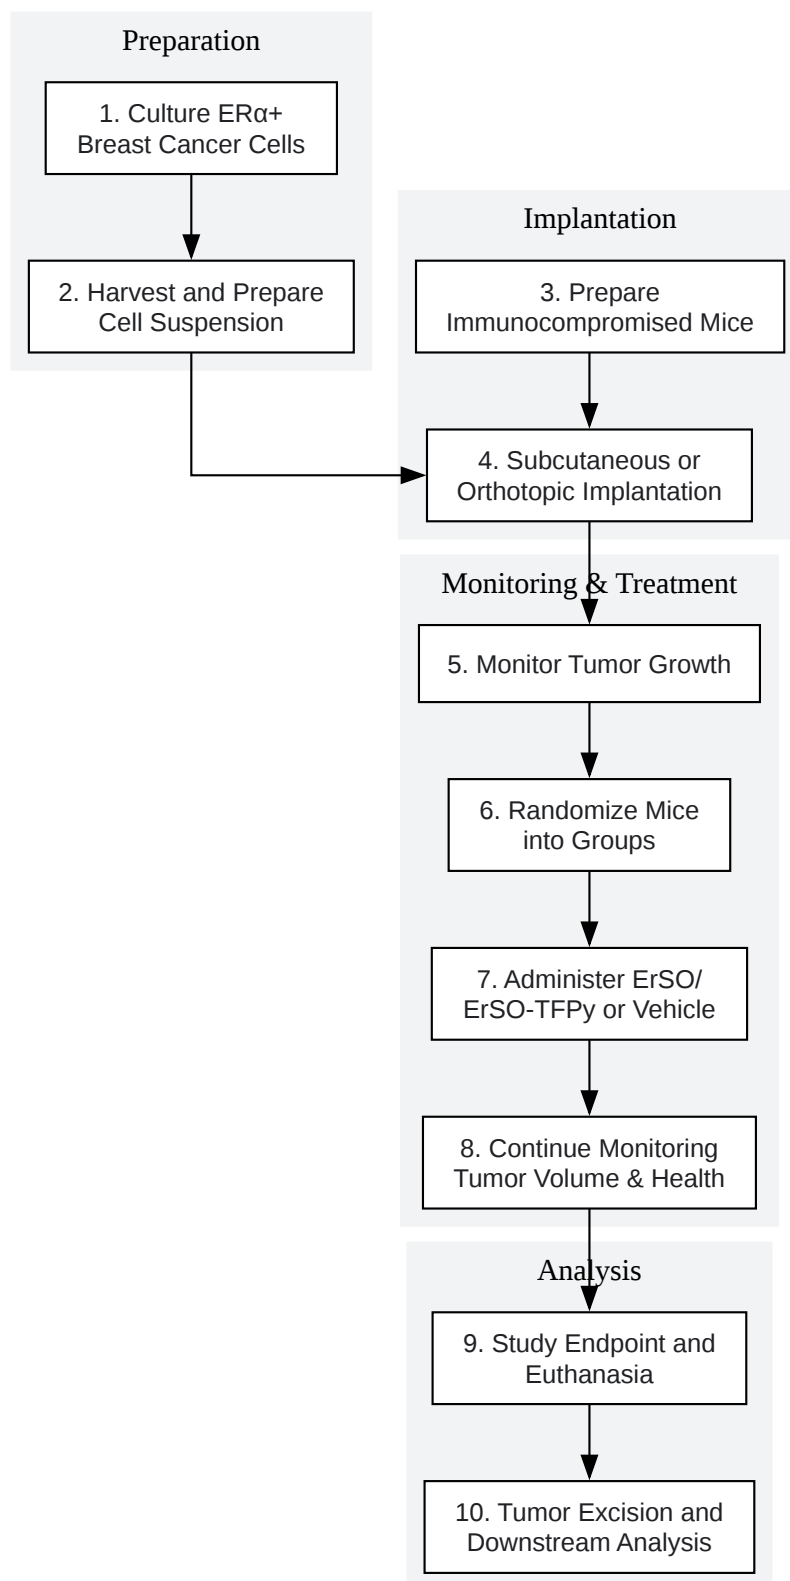 Preparation
1. Culture ERα+
Breast Cancer Cells
2. Harvest and Prepare
Cell Suspension
Implantation
3. Prepare
Immunocompromised Mice
4. Subcutaneous or
Orthotopic Implantation
Monitoring & Treatment
5. Monitor Tumor Growth
6. Randomize Mice
into Groups
7. Administer ErSO/
ErSO-TFPy or Vehicle
8. Continue Monitoring
Tumor Volume & Health
Analysis
9. Study Endpoint and
Euthanasia
10. Tumor Excision and
Downstream Analysis